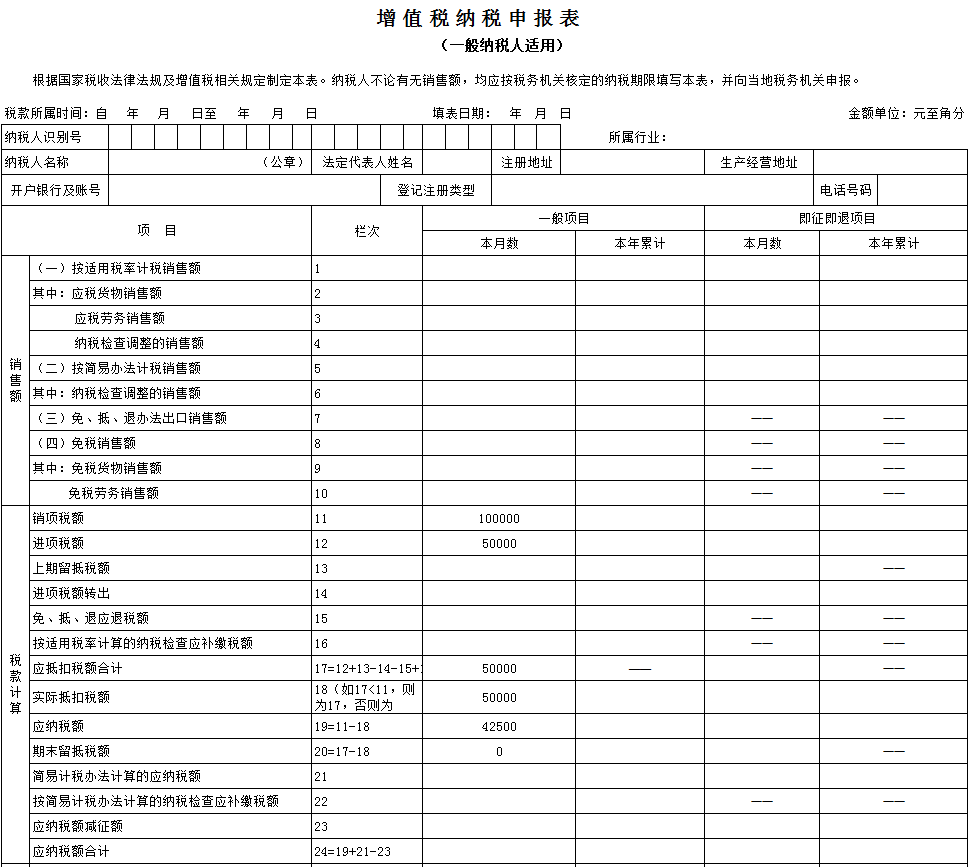 增值税纳税申报表
（一般纳税人适用）
根据国家税收法律法规及增值税相关规定制定本表。纳税人不论有无销售额，均应按税务机关核定的纳税期限填写本表，并向当地税务机关申报。
税款所属时间：自 年 月 日至 年 月 日 填表日期： 年 月 日 金额单位：元至角分
纳税人识别号 所属行业：
纳税人名称 （公章） 法定代表人姓名 注册地址 生产经营地址
开户银行及账号 登记注册类型 电话号码
项 目 栏次 一般项目 即征即退项目
本月数 本年累计 本月数 本年累计
销售额
（一）按适用税率计税销售额 1
其中：应税货物销售额 2
应税劳务销售额 3
纳税检查调整的销售额 4
（二）按简易办法计税销售额 5
其中：纳税检查调整的销售额 6
（三）免、抵、退办法出口销售额 7 —— ——
（四）免税销售额 8 —— ——
其中：免税货物销售额 9 —— ——
免税劳务销售额 10 —— ——
税款计算
销项税额 11 100000
进项税额 12 50000
上期留抵税额 13 ——
进项税额转出 14
免、抵、退应退税额 15 —— ——
按适用税率计算的纳税检查应补缴税额 16 —— ——
应抵扣税额合计 17=12+13-14-15+ 50000 —— ——
实际抵扣税额 18（如17<11，则为17，否则为 50000
应纳税额 19=11-18 42500
期末留抵税额 20=17-18 0 ——
简易计税办法计算的应纳税额 21
按简易计税办法计算的纳税检查应补缴税额 22 —— ——
应纳税额减征额 23
应纳税额合计 24=19+21-23